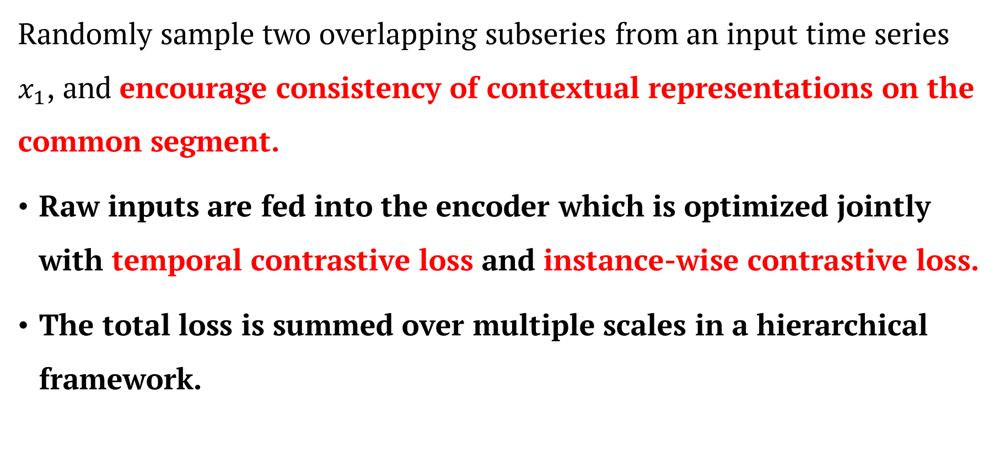 Randomly sample two overlapping subseries from an input time series
x₁, and encourage consistency of contextual representations on the
common segment.
• Raw inputs are fed into the encoder which is optimized jointly
with temporal contrastive loss and instance-wise contrastive loss.
• The total loss is summed over multiple scales in a hierarchical
framework.